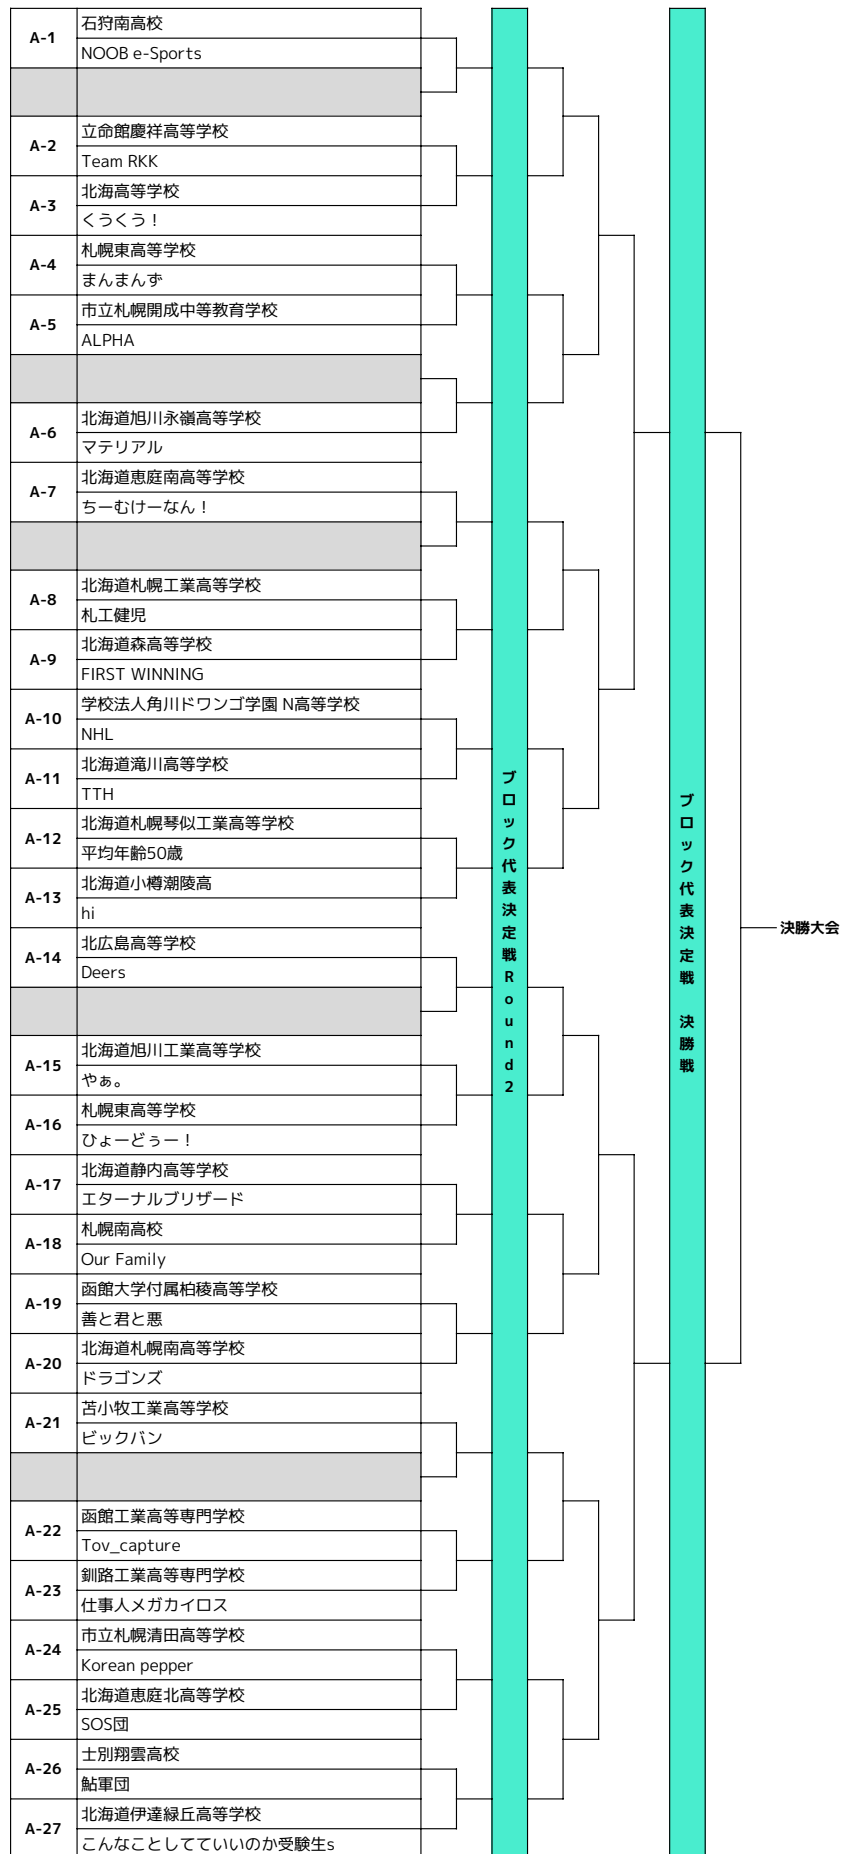 A-1
石狩南高校
NOOB e-Sports
A-2
立命館慶祥高等学校
Team RKK
A-3
北海高等学校
くうくう！
A-4
札幌東高等学校
まんまんず
A-5
市立札幌開成中等教育学校
ALPHA
A-6
北海道旭川永嶺高等学校
マテリアル
A-7
北海道恵庭南高等学校
ちーむけーなん！
A-8
北海道札幌工業高等学校
札工健児
A-9
北海道森高等学校
FIRST WINNING
A-10
学校法人角川ドワンゴ学園 N高等学校
NHL
A-11
北海道滝川高等学校
TTH
A-12
北海道札幌琴似工業高等学校
平均年齢50歳
A-13
北海道小樽潮陵高
hi
A-14
北広島高等学校
Deers
A-15
北海道旭川工業高等学校
やぁ。
A-16
札幌東高等学校
ひょーどぅー！
A-17
北海道静内高等学校
エターナルブリザード
A-18
札幌南高校
Our Family
A-19
函館大学付属柏稜高等学校
善と君と悪
A-20
北海道札幌南高等学校
ドラゴンズ
A-21
苫小牧工業高等学校
ビックバン
A-22
函館工業高等専門学校
Tov_capture
A-23
釧路工業高等専門学校
仕事人メガカイロス
A-24
市立札幌清田高等学校
Korean pepper
A-25
北海道恵庭北高等学校
SOS団
A-26
士別翔雲高校
鮎軍団
A-27
北海道伊達緑丘高等学校
こんなことしてていいのか受験生s
ブロック代表決定戦Round2
ブロック代表決定戦　決勝戦
決勝大会